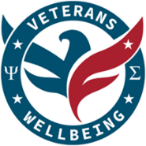 VETERANS
Ψ Σ
WELLBEING